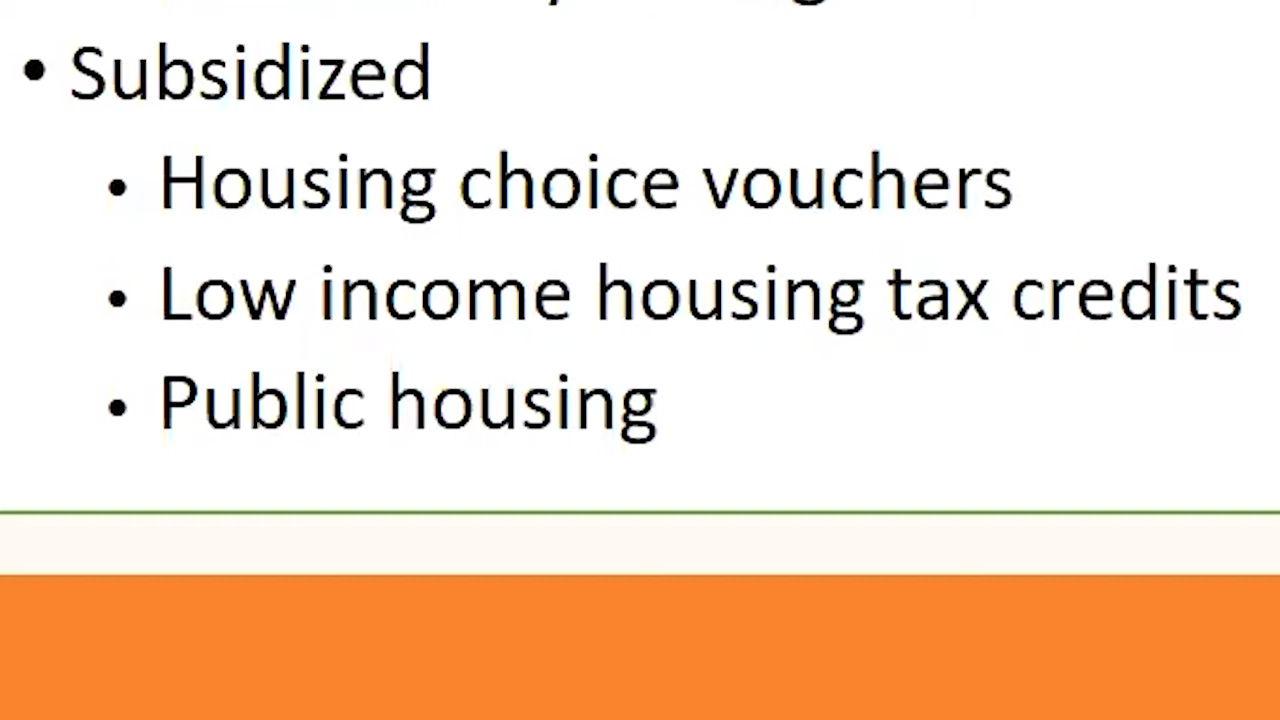 • Subsidized
• Housing choice vouchers
• Low income housing tax credits
• Public housing